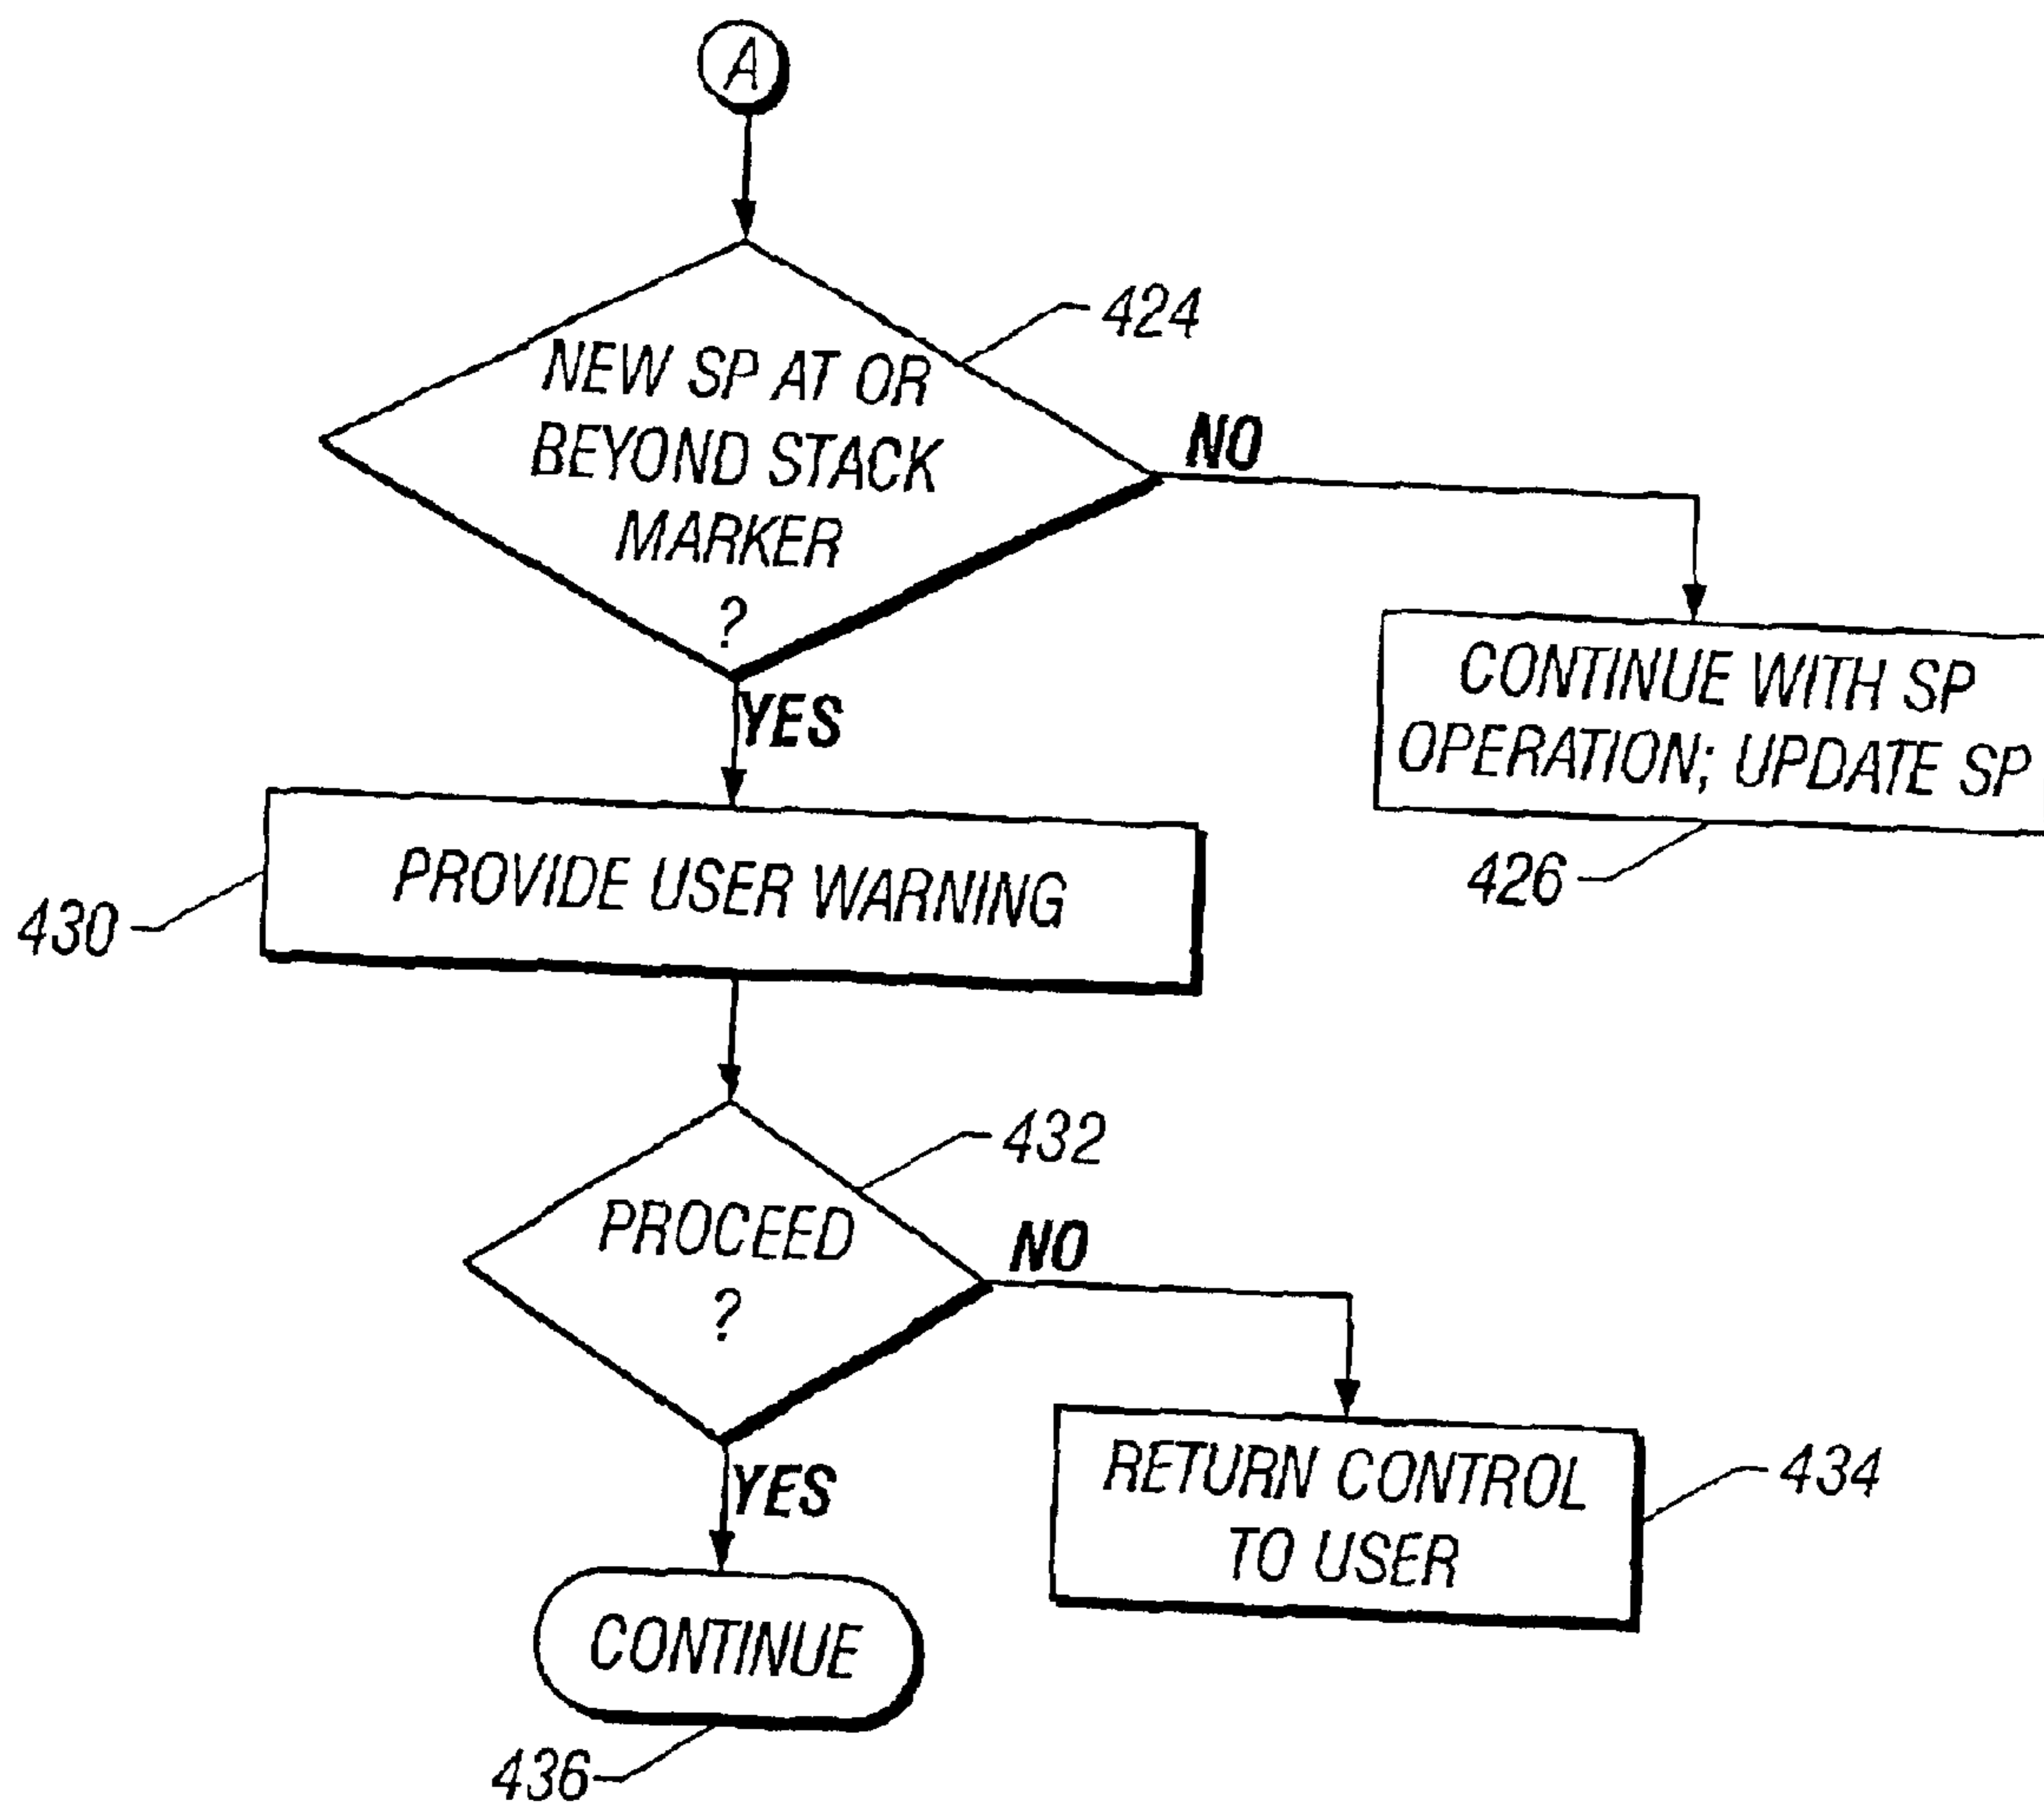 A
424
NEW SP AT OR
BEYOND STACK
MARKER
?
NO
YES
CONTINUE WITH SP
OPERATION; UPDATE SP
426
PROVIDE USER WARNING
430
432
PROCEED
?
NO
YES
RETURN CONTROL
TO USER
434
CONTINUE
436